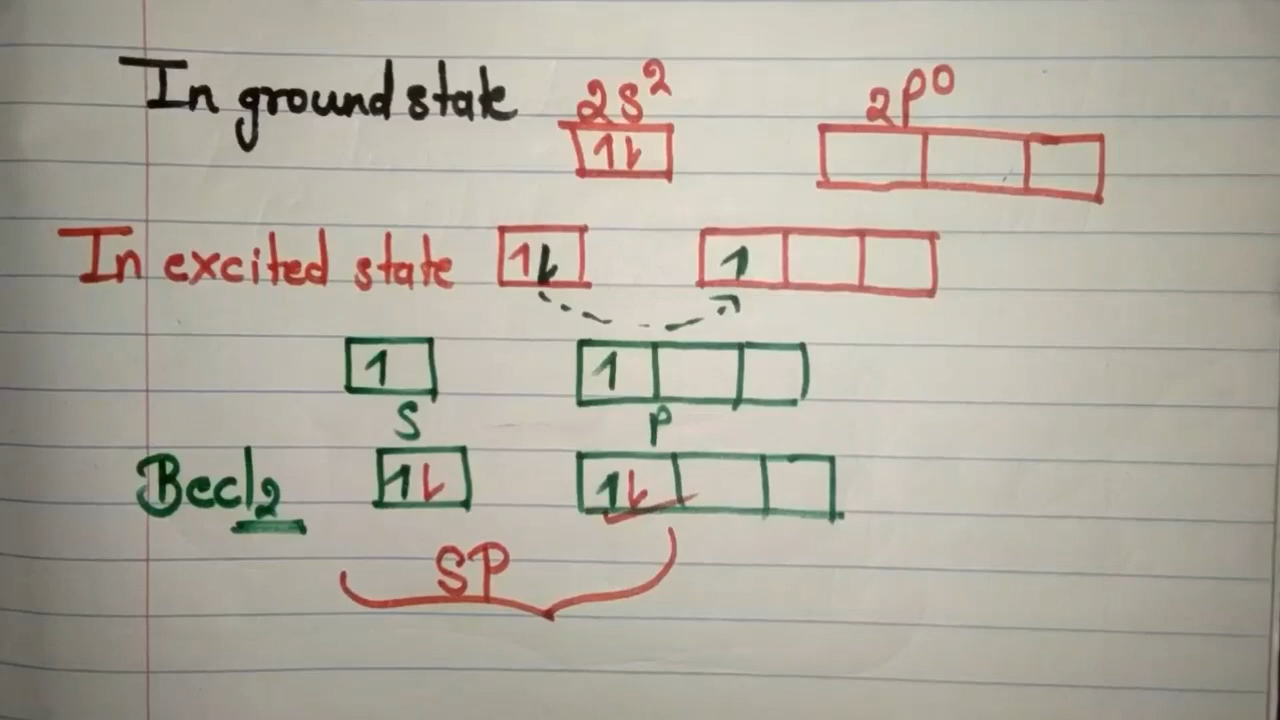 In ground state 2s² 2p⁰
1⇂
In excited state 1⇂ 1
1 1
S P
Becl2 1⇂ 1⇂
SP